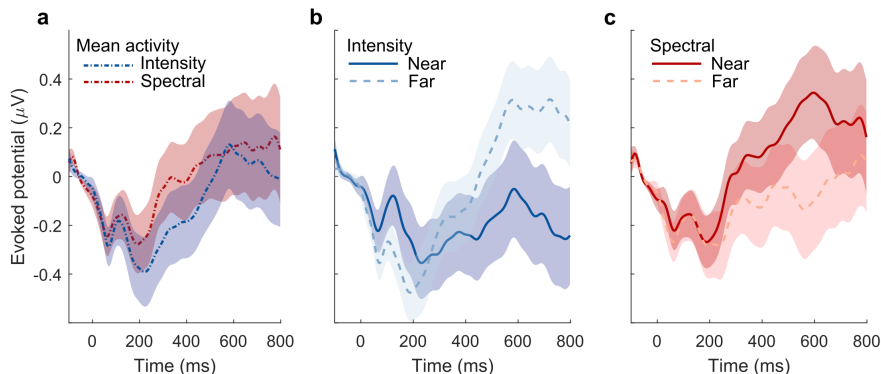 a
Mean activity
Intensity
Spectral
b
Intensity
Near
Far
c
Spectral
Near
Far
Evoked potential (μV)
0.4
0.2
0
-0.2
-0.4
0 200 400 600 800
0 200 400 600 800
0 200 400 600 800
Time (ms)
Time (ms)
Time (ms)